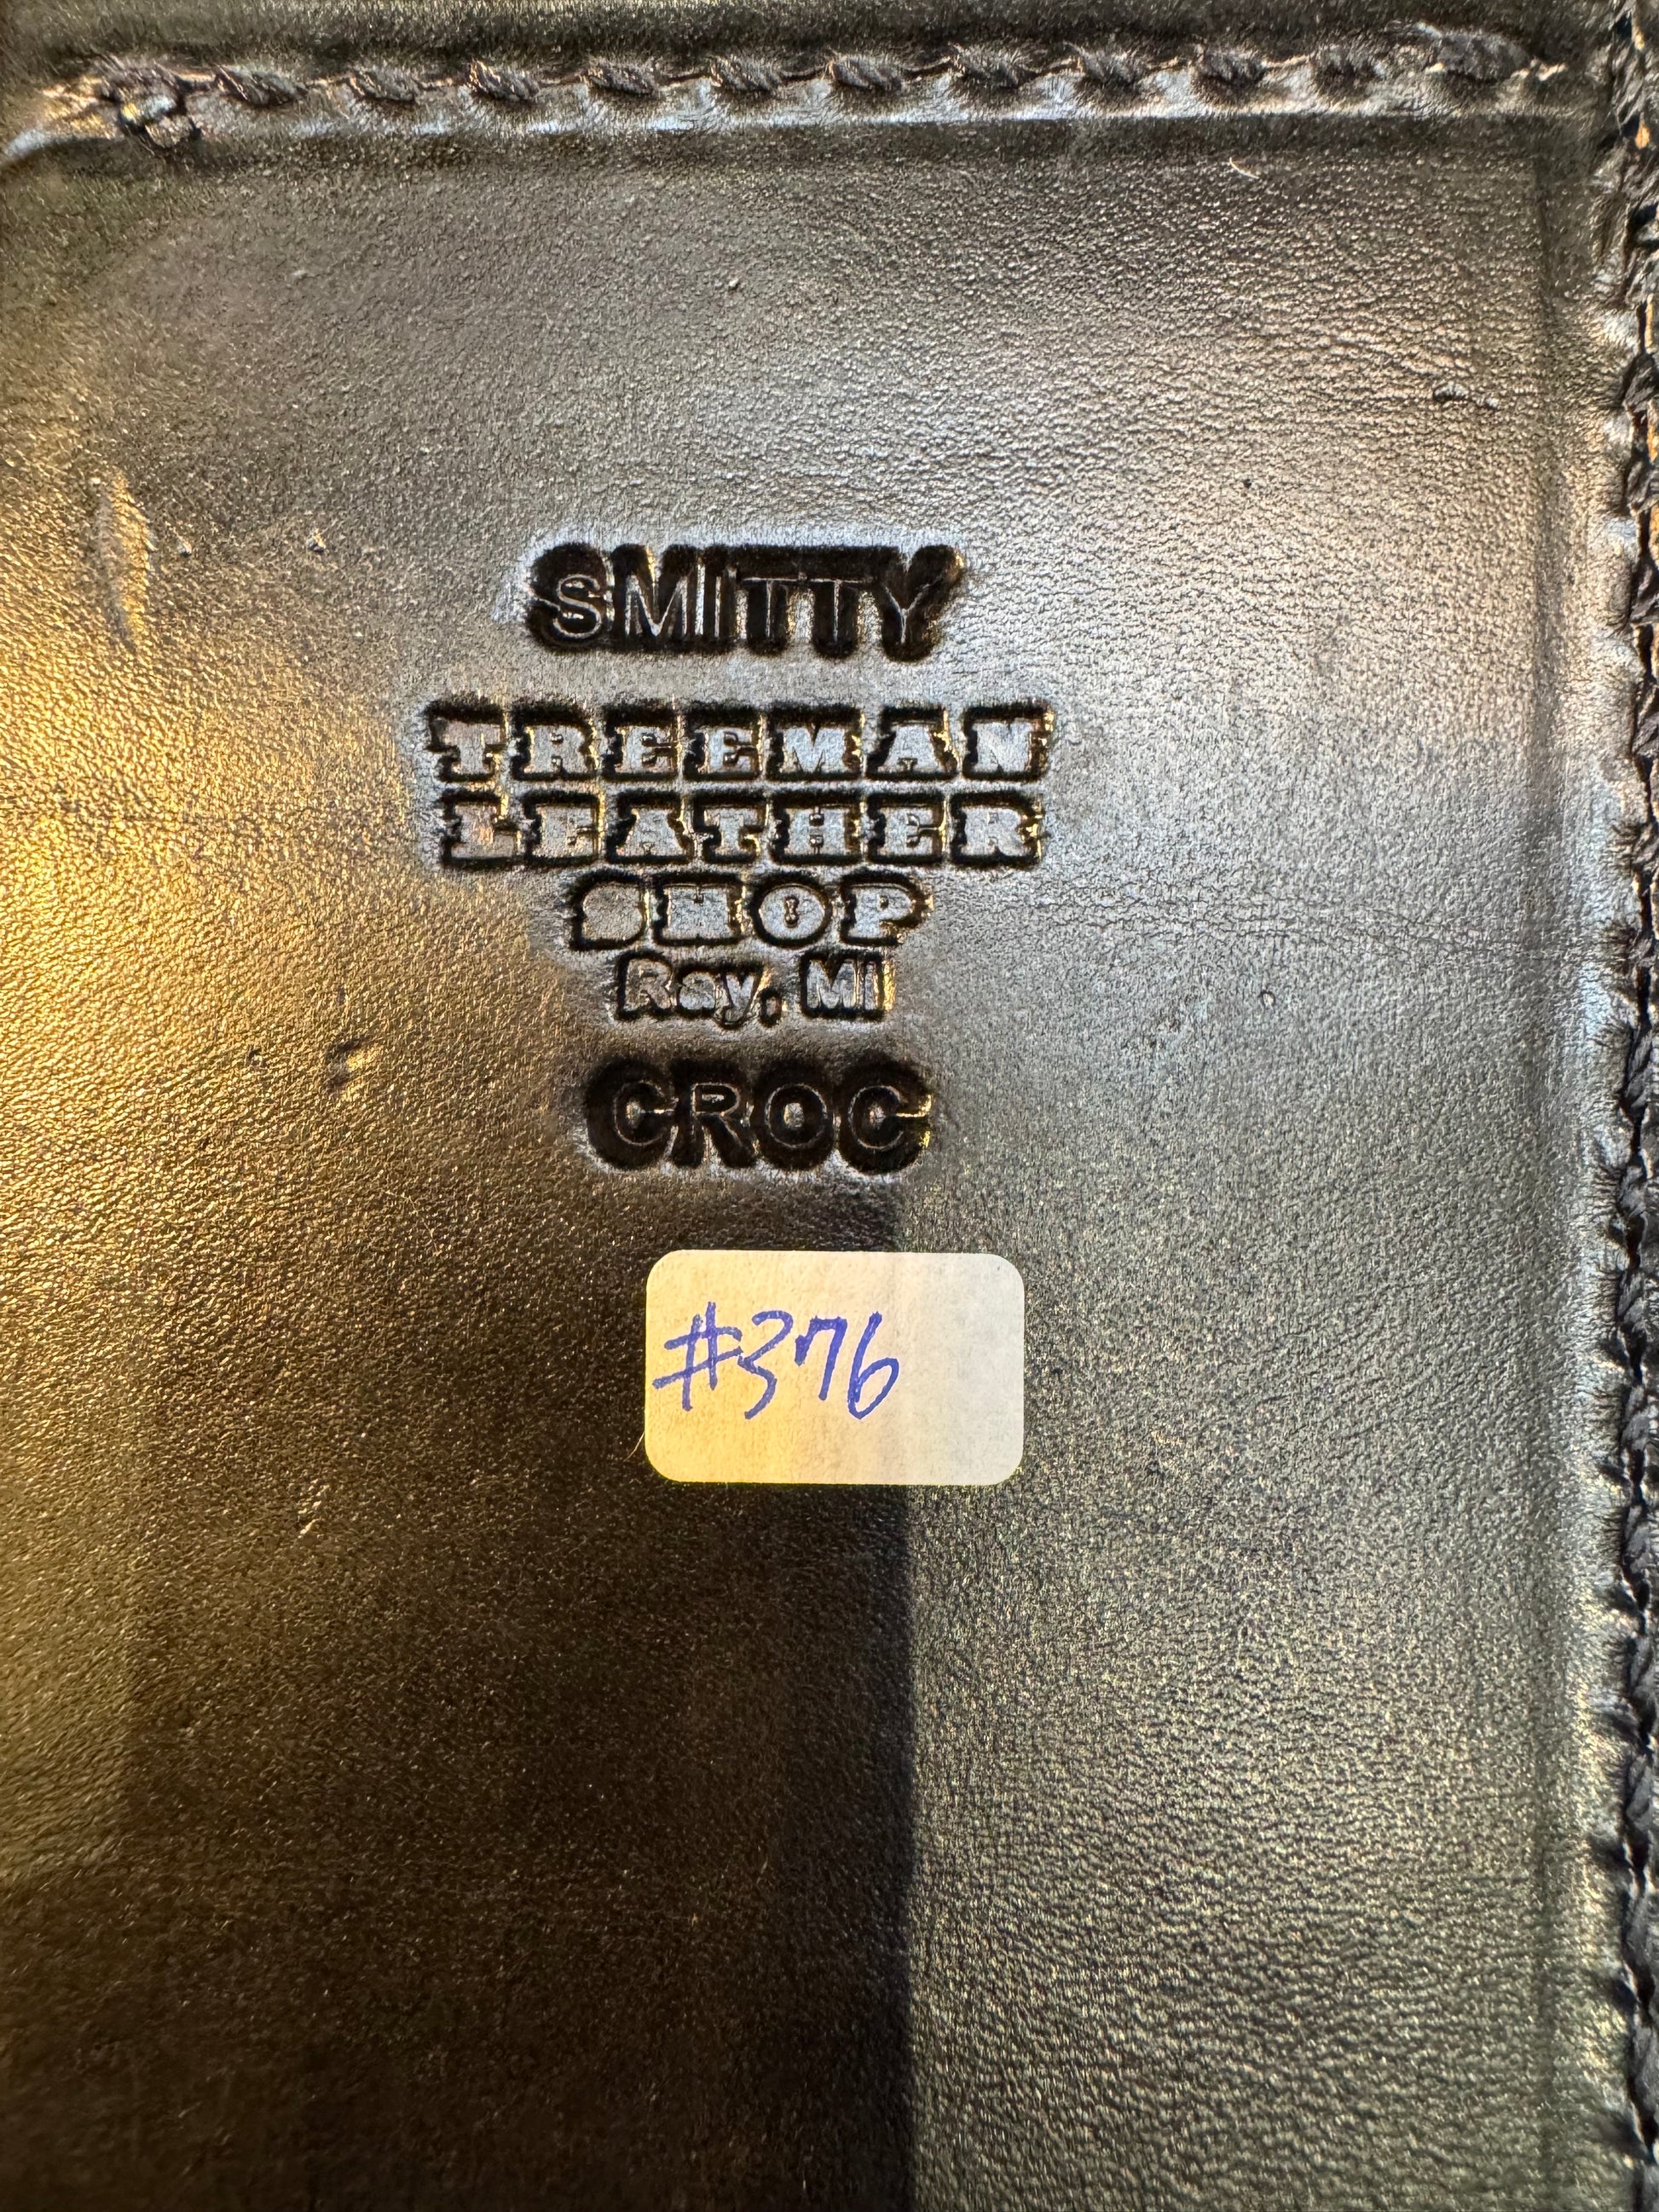 SMITTY
TREEMAN
LEATHER
SHOP
Ray, MI
CROC
#376